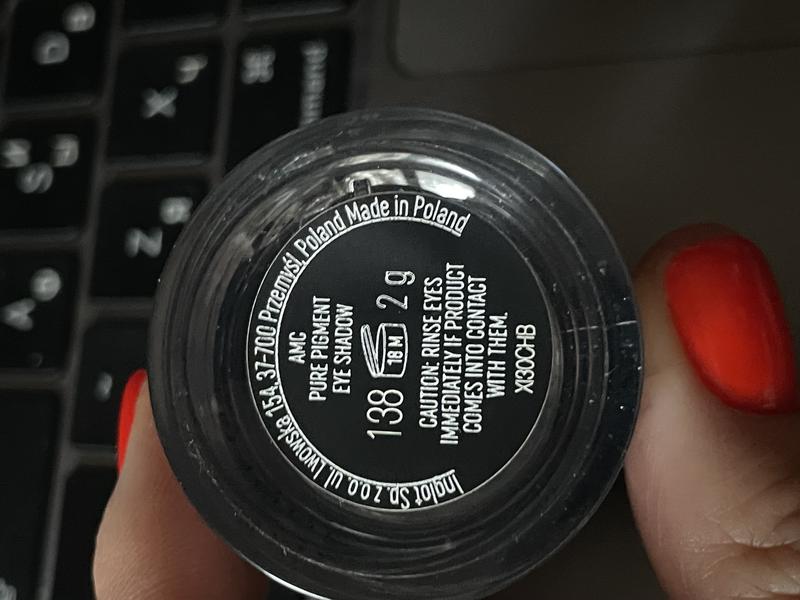 Inglot Sp. z o.o. ul. Lwowska 154, 37-700 Przemyśl, Poland Made in Poland
AMC
PURE PIGMENT
EYE SHADOW
138 18M 2 g
CAUTION: RINSE EYES
IMMEDIATELY IF PRODUCT
COMES INTO CONTACT
WITH THEM.
XI30CHB
X
S
Z